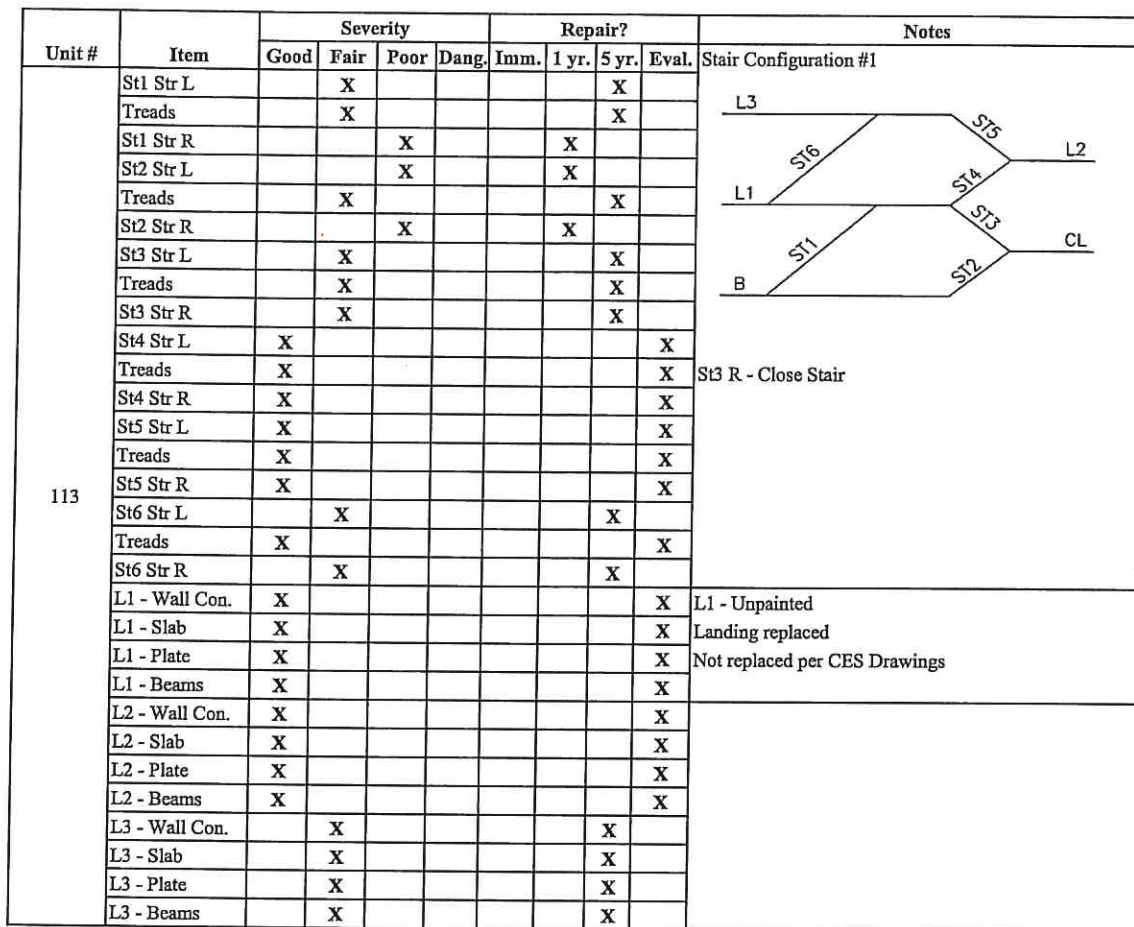 Severity Repair? Notes
Unit # Item Good Fair Poor Dang. Imm. 1 yr. 5 yr. Eval. Stair Configuration #1
St1 Str L X X
Treads X X
St1 Str R X X
St2 Str L X X
Treads X X
St2 Str R X X
St3 Str L X X
Treads X X
St3 Str R X X
St4 Str L X X
Treads X X St3 R - Close Stair
St4 Str R X X
St5 Str L X X
Treads X X
St5 Str R X X
113
St6 Str L X X
Treads X X
St6 Str R X X
L1 - Wall Con. X X L1 - Unpainted
L1 - Slab X X Landing replaced
L1 - Plate X X Not replaced per CES Drawings
L1 - Beams X X
L2 - Wall Con. X X
L2 - Slab X X
L2 - Plate X X
L2 - Beams X X
L3 - Wall Con. X X
L3 - Slab X X
L3 - Plate X X
L3 - Beams X X
L3
ST5
ST6
L2
ST4
L1
ST3
ST1
CL
ST2
B